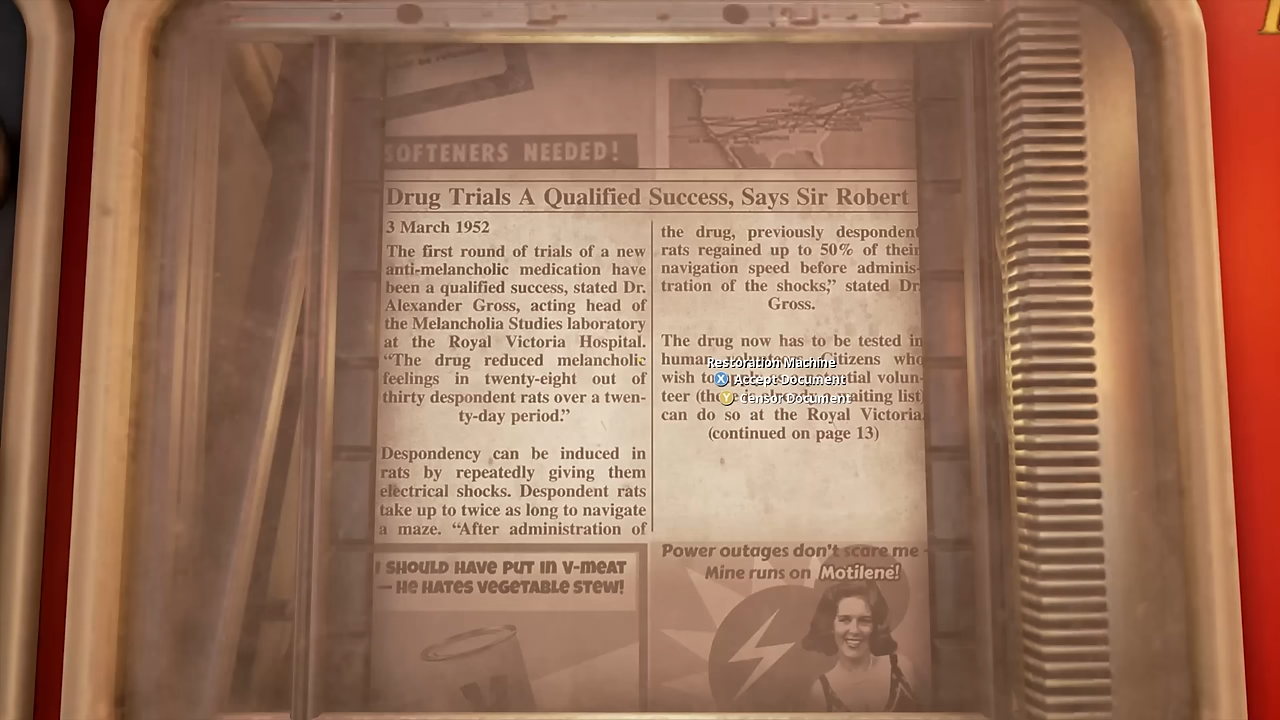 SOFTENERS NEEDED!
Drug Trials A Qualified Success, Says Sir Robert
3 March 1952
The first round of trials of a new
anti-melancholic medication have
been a qualified success, stated Dr.
Alexander Gross, acting head of
the Melancholia Studies laboratory
at the Royal Victoria Hospital.
“The drug reduced melancholic
feelings in twenty-eight out of
thirty despondent rats over a twen-
ty-day period.”
Despondency can be induced in
rats by repeatedly giving them
electrical shocks. Despondent rats
take up to twice as long to navigate
a maze. “After administration of
the drug, previously despondent
rats regained up to 50% of their
navigation speed before adminis-
tration of the shocks,” stated Dr.
Gross.
The drug now has to be tested in
human Citizens who
wish to volun-
teer waiting list)
can do so at the Royal Victoria.
(continued on page 13)
Restoration Machine
X Accept Document
Y Censor Document
I SHOULD HAVE PUT IN V-MEAT
— HE HATES VEGETABLE STEW!
Power outages don't scare me -
Mine runs on Motilene!